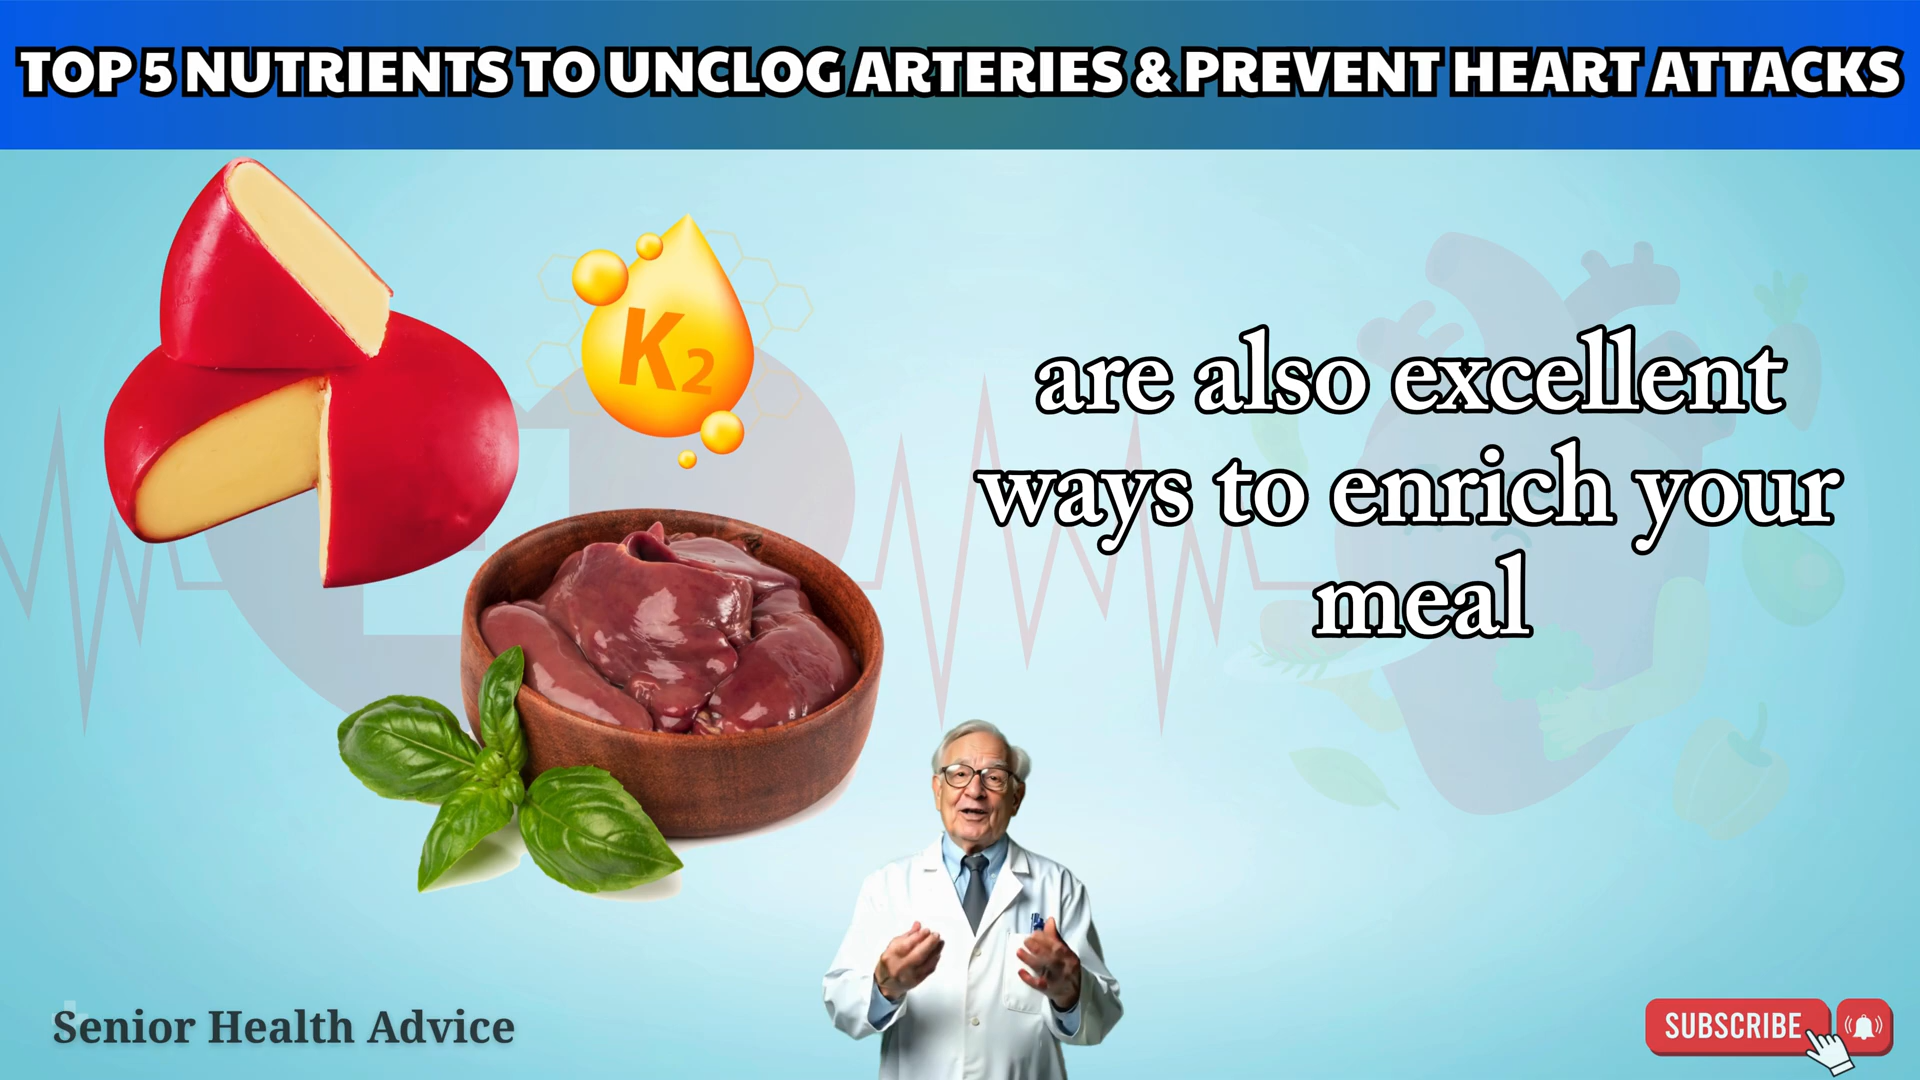 TOP 5 NUTRIENTS TO UNCLOG ARTERIES & PREVENT HEART ATTACKS
K2
are also excellent
ways to enrich your
meal
Senior Health Advice
SUBSCRIBE